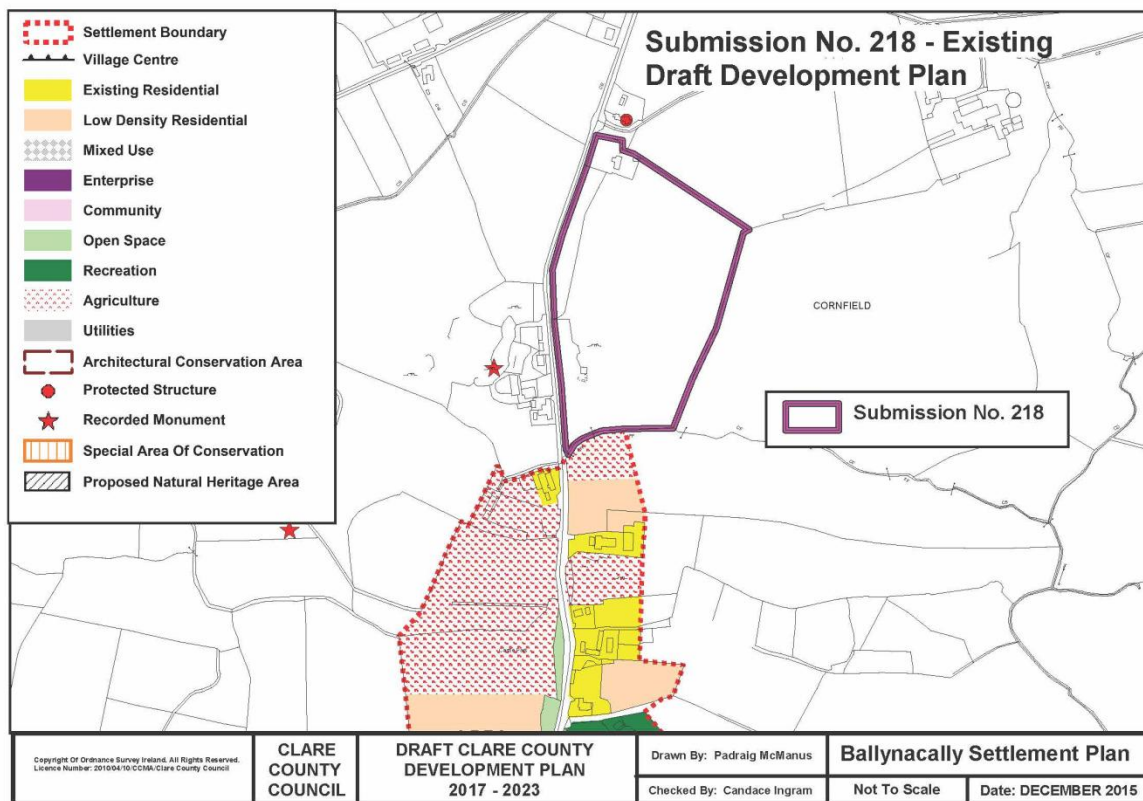 Settlement Boundary
Village Centre
Existing Residential
Low Density Residential
Mixed Use
Enterprise
Community
Open Space
Recreation
Agriculture
Utilities
Architectural Conservation Area
Protected Structure
Recorded Monument
Special Area Of Conservation
Proposed Natural Heritage Area
Submission No. 218 - Existing
Draft Development Plan
CORNFIELD
Submission No. 218
Copyright Of Ordnance Survey Ireland. All Rights Reserved.
Licence Number: 2010/04/10/CCMA/Clare County Council
CLARE
COUNTY
COUNCIL
DRAFT CLARE COUNTY
DEVELOPMENT PLAN
2017 - 2023
Drawn By: Padraig McManus
Checked By: Candace Ingram
Ballynacally Settlement Plan
Not To Scale
Date: DECEMBER 2015